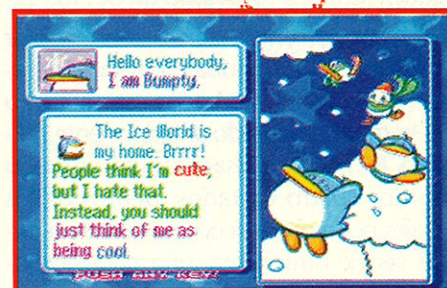 Hello everybody,
I am Bumpty.
The Ice World is
my home. Brrr!
People think I'm cute,
but I hate that.
Instead, you should
just think of me as
being cool.
PUSH ANY KEY!